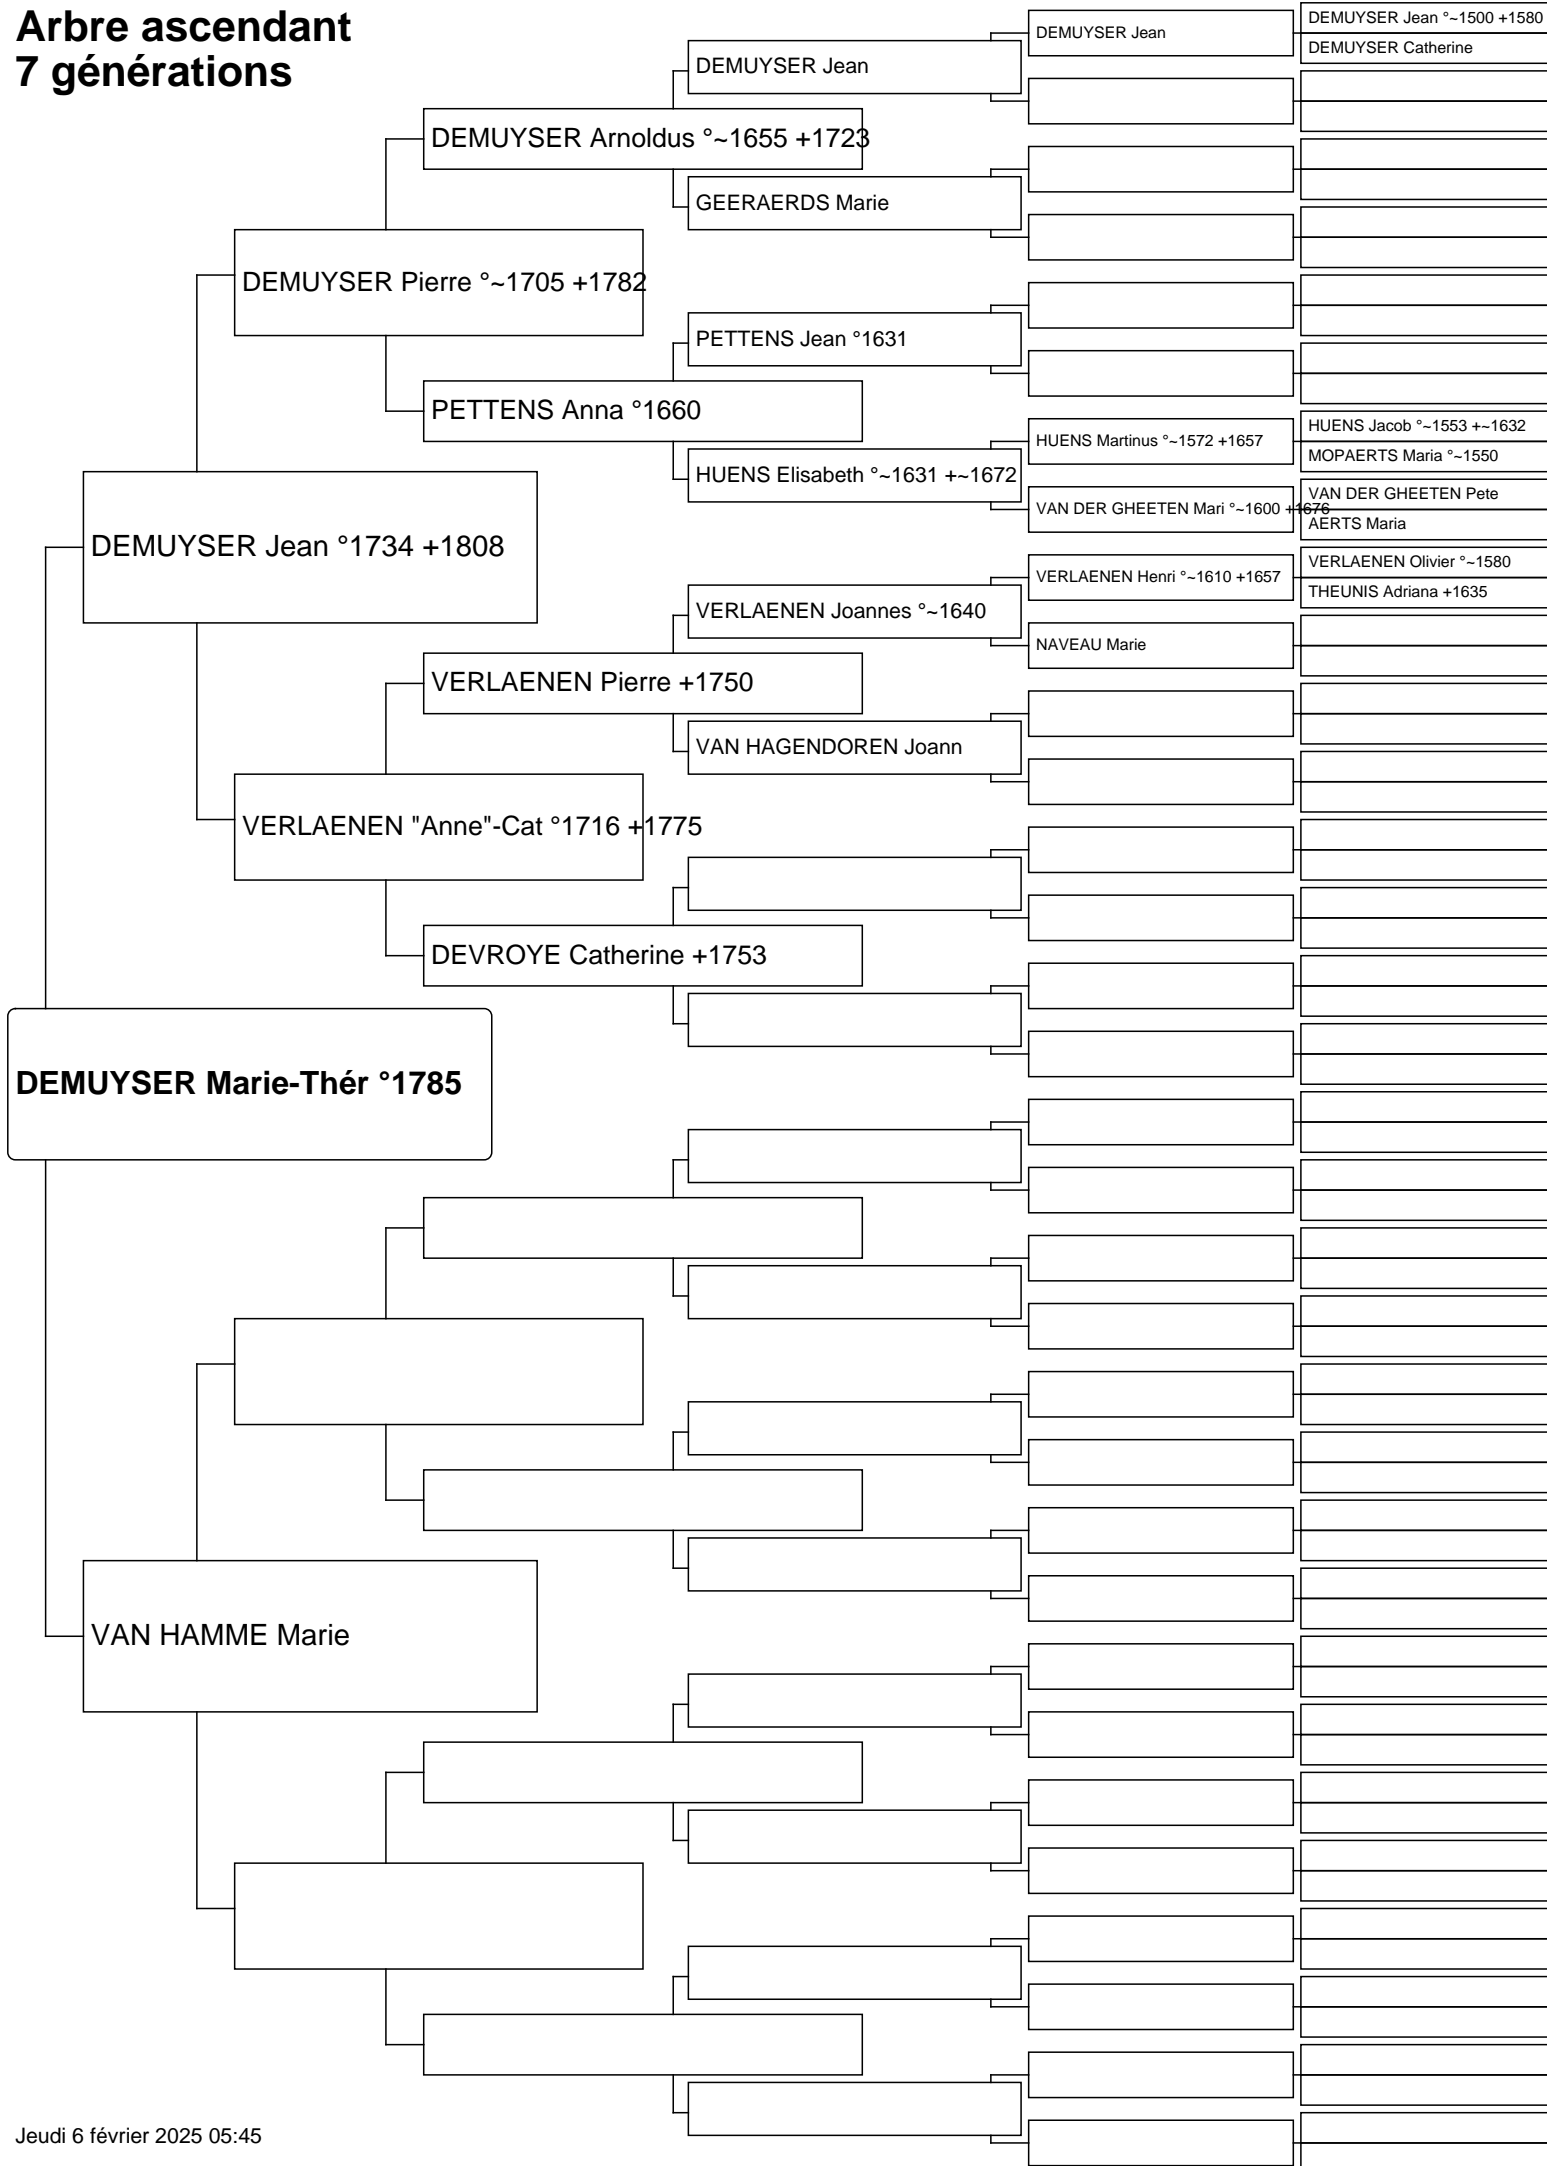 Arbre ascendant
7 générations
DEMUYSER Jean °~1500 +1580
DEMUYSER Jean
DEMUYSER Catherine
DEMUYSER Jean
DEMUYSER Arnoldus °~1655 +1723
GEERAERDS Marie
DEMUYSER Pierre °~1705 +1782
PETTENS Jean °1631
PETTENS Anna °1660
HUENS Jacob °~1553 +~1632
HUENS Martinus °~1572 +1657
MOPAERTS Maria °~1550
HUENS Elisabeth °~1631 +~1672
VAN DER GHEETEN Pete
VAN DER GHEETEN Mari °~1600 +1676
AERTS Maria
DEMUYSER Jean °1734 +1808
VERLAENEN Olivier °~1580
VERLAENEN Henri °~1610 +1657
THEUNIS Adriana +1635
VERLAENEN Joannes °~1640
NAVEAU Marie
VERLAENEN Pierre +1750
VAN HAGENDOREN Joann
VERLAENEN "Anne"-Cat °1716 +1775
DEVROYE Catherine +1753
DEMUYSER Marie-Thér °1785
VAN HAMME Marie
Jeudi 6 février 2025 05:45